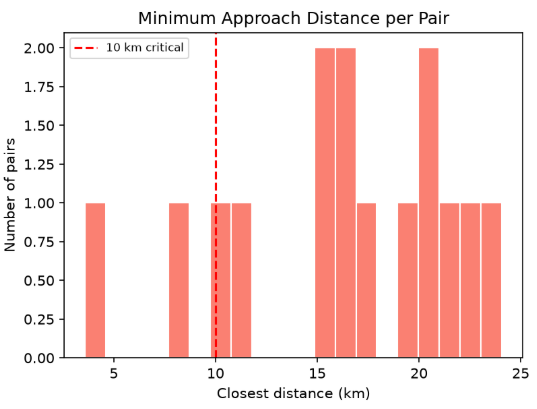 Minimum Approach Distance per Pair
10 km critical
Number of pairs
2.00
1.75
1.50
1.25
1.00
0.75
0.50
0.25
0.00
5 10 15 20 25
Closest distance (km)